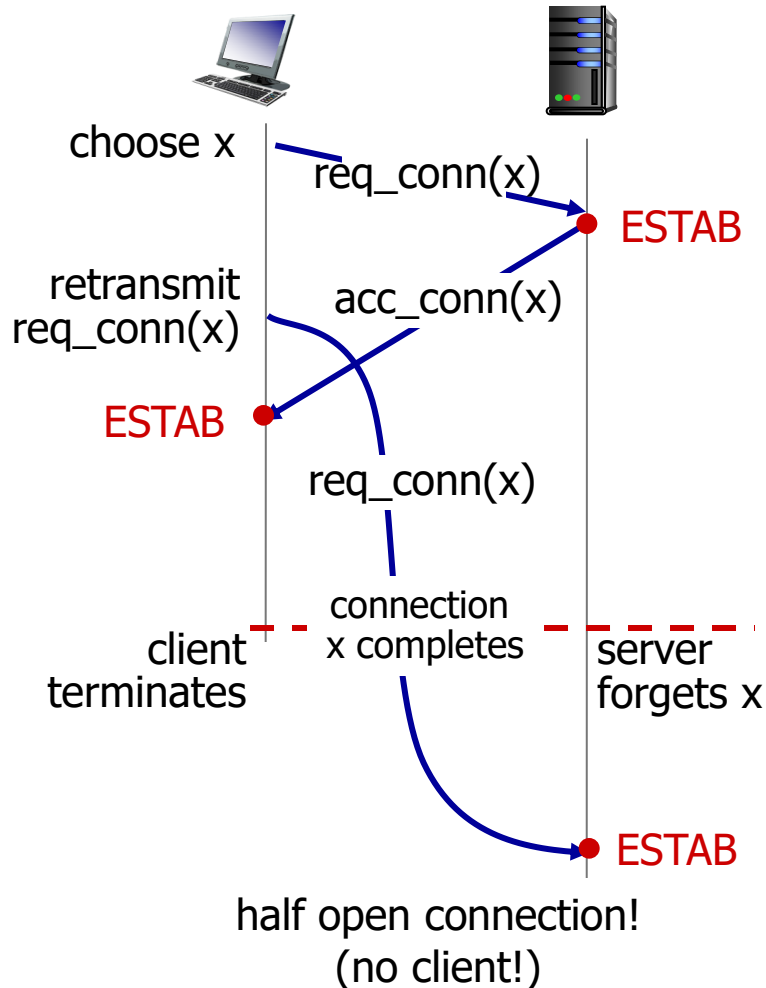 choose x
req_conn(x)
ESTAB
retransmit
req_conn(x)
acc_conn(x)
ESTAB
req_conn(x)
connection
x completes
client
terminates
server
forgets x
ESTAB
half open connection!
(no client!)